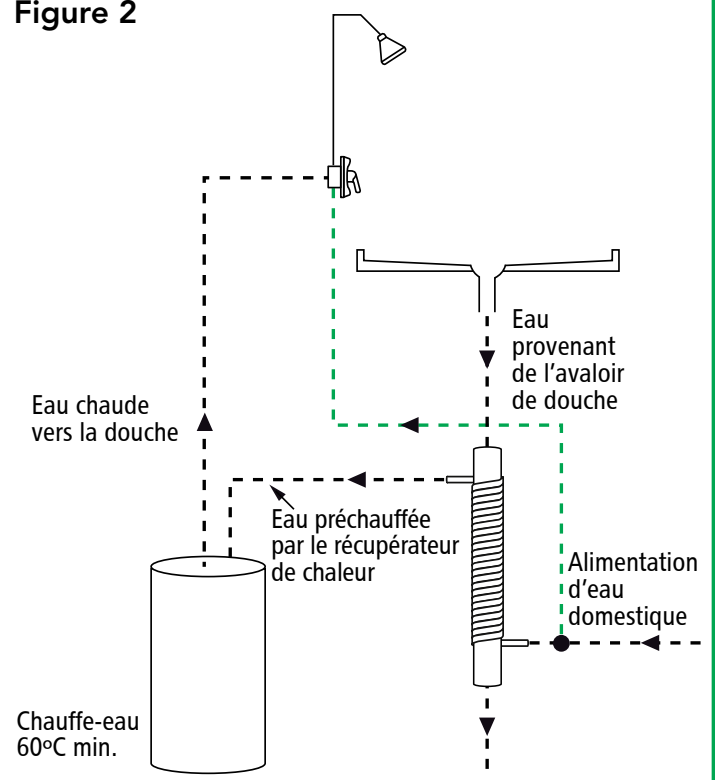 Figure 2
Eau
provenant
de l'avaloir
de douche
Eau chaude
vers la douche
Eau préchauffée
par le récupérateur
de chaleur
Alimentation
d'eau
domestique
Chauffe-eau
60ºC min.